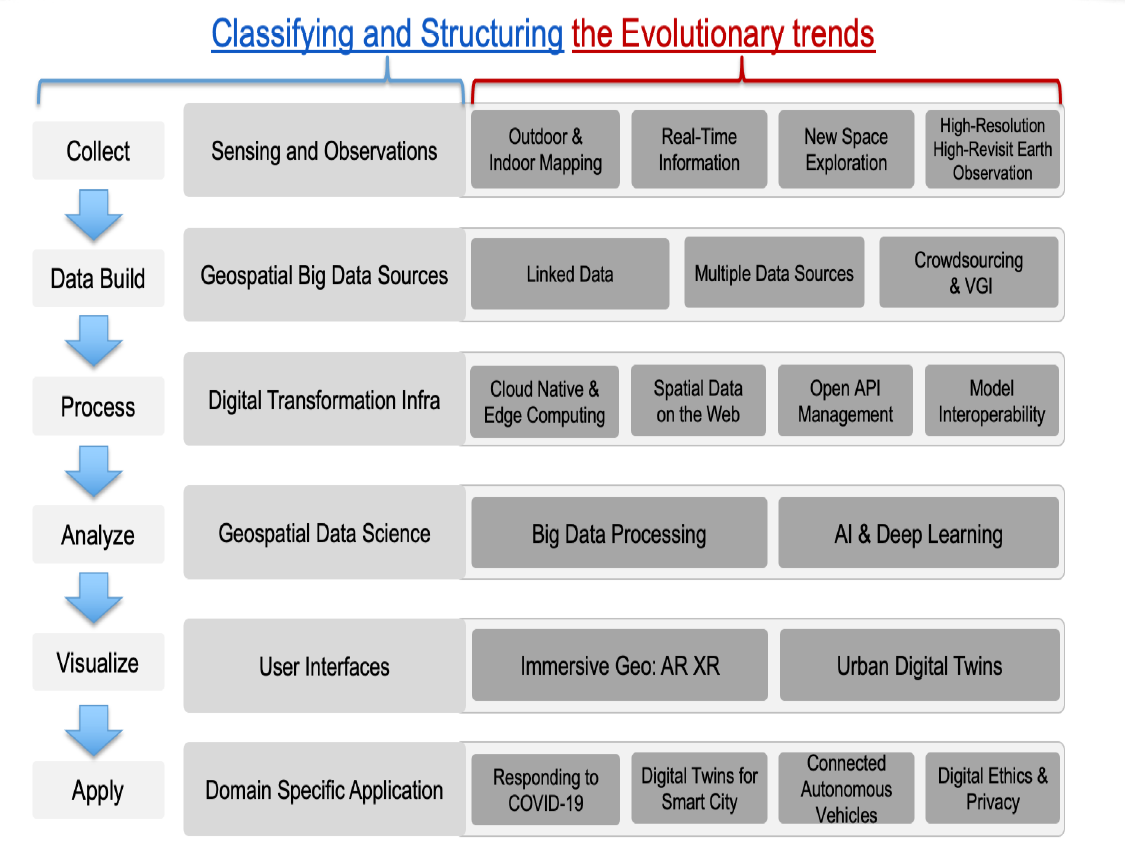 Classifying and Structuring the Evolutionary trends
Collect
Sensing and Observations
Outdoor &
Indoor Mapping
Real-Time
Information
New Space
Exploration
High-Resolution
High-Revisit Earth
Observation
Data Build
Geospatial Big Data Sources
Linked Data
Multiple Data Sources
Crowdsourcing
& VGI
Process
Digital Transformation Infra
Cloud Native &
Edge Computing
Spatial Data
on the Web
Open API
Management
Model
Interoperability
Analyze
Geospatial Data Science
Big Data Processing
AI & Deep Learning
Visualize
User Interfaces
Immersive Geo: AR XR
Urban Digital Twins
Apply
Domain Specific Application
Responding to
COVID-19
Digital Twins for
Smart City
Connected
Autonomous
Vehicles
Digital Ethics &
Privacy